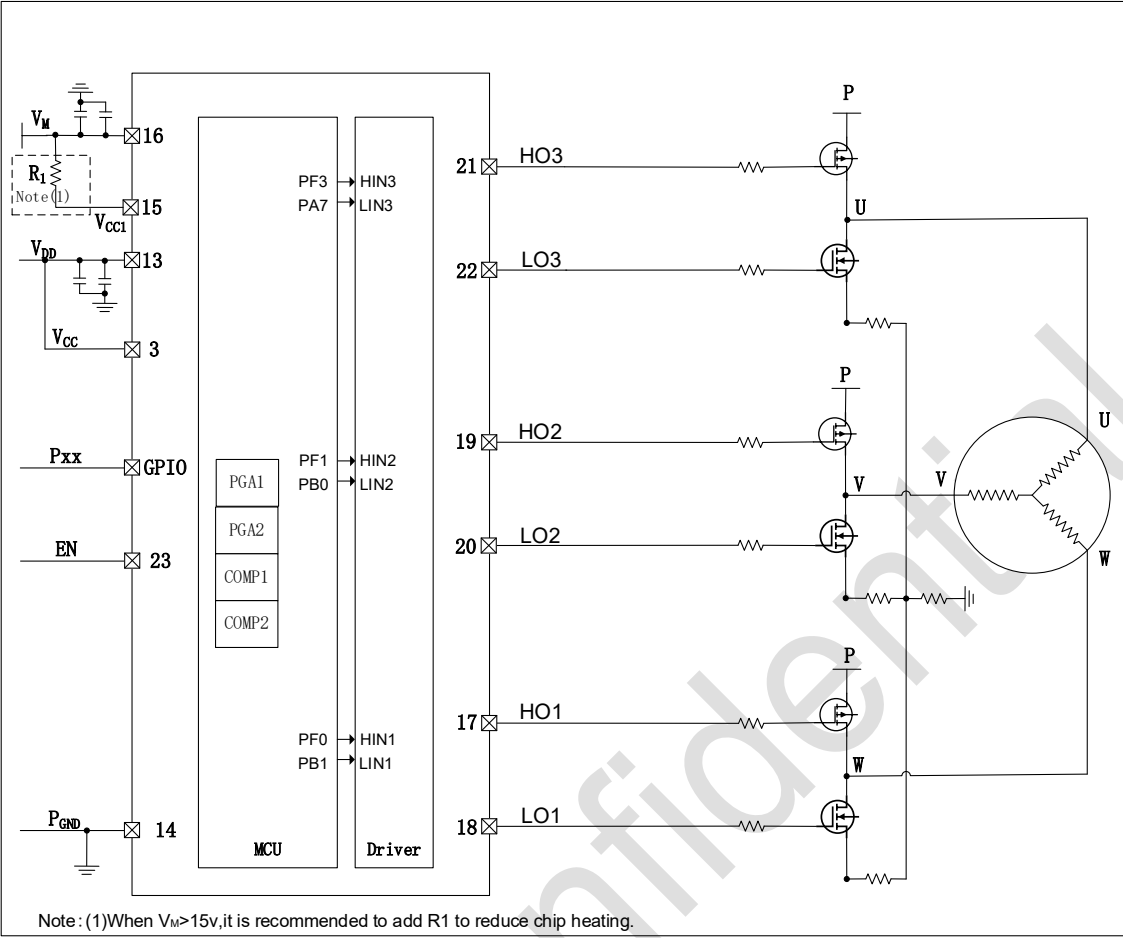 P
V_M
16
21
HO3
R_1
Note(1)
PF3
HIN3
PA7
LIN3
15
V_CC1
U
V_DD
13
22
LO3
V_CC
3
P
U
19
HO2
Pxx
GPIO
PF1
HIN2
PGA1
PB0
LIN2
V
V
PGA2
EN
23
20
LO2
W
COMP1
COMP2
P
17
HO1
PF0
HIN1
PB1
LIN1
W
P_GND
14
18
LO1
MCU
Driver
Note:(1)When V_M>15v,it is recommended to add R1 to reduce chip heating.
nfidential